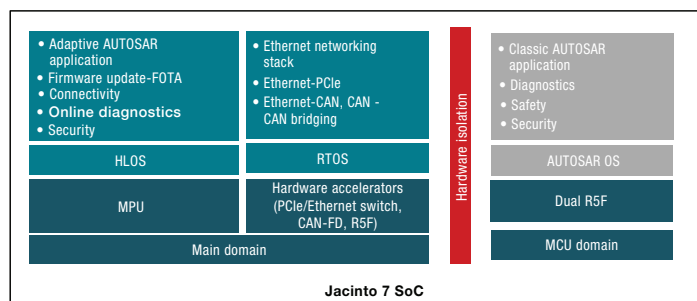 • Adaptive AUTOSAR
application
• Firmware update-FOTA
• Connectivity
• Online diagnostics
• Security
HLOS
MPU
• Ethernet networking
stack
• Ethernet-PCIe
• Ethernet-CAN, CAN -
CAN bridging
RTOS
Hardware accelerators
(PCIe/Ethernet switch,
CAN-FD, R5F)
Main domain
Hardware isolation
• Classic AUTOSAR
application
• Diagnostics
• Safety
• Security
AUTOSAR OS
Dual R5F
MCU domain
Jacinto 7 SoC